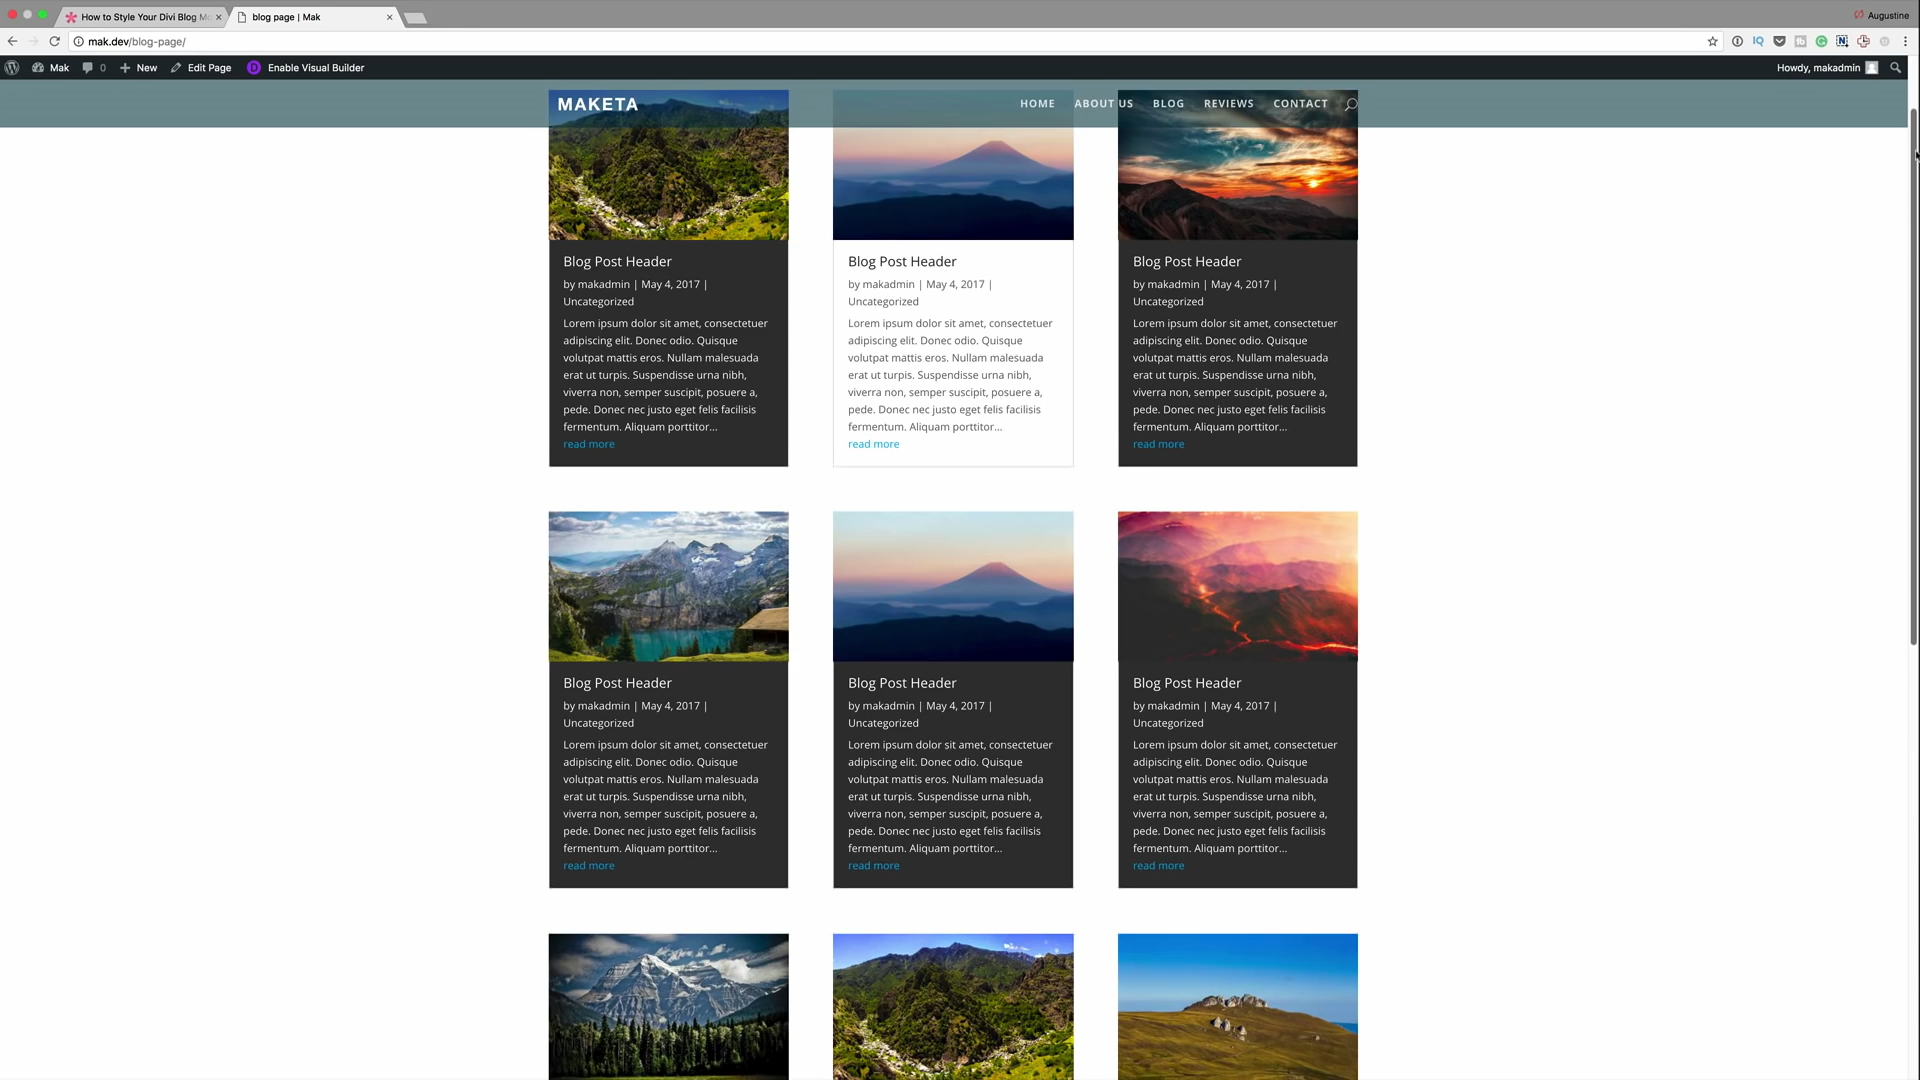 How to Style Your Divi Blog Mo
blog page | Mak
Augustine
mak.dev/blog-page/
Mak 0 New Edit Page Enable Visual Builder
Howdy, makadmin
MAKETA
HOME ABOUT US BLOG REVIEWS CONTACT
Blog Post Header
by makadmin | May 4, 2017 |
Uncategorized
Lorem ipsum dolor sit amet, consectetuer
adipiscing elit. Donec odio. Quisque
volutpat mattis eros. Nullam malesuada
erat ut turpis. Suspendisse urna nibh,
viverra non, semper suscipit, posuere a,
pede. Donec nec justo eget felis facilisis
fermentum. Aliquam porttitor...
read more
Blog Post Header
by makadmin | May 4, 2017 |
Uncategorized
Lorem ipsum dolor sit amet, consectetuer
adipiscing elit. Donec odio. Quisque
volutpat mattis eros. Nullam malesuada
erat ut turpis. Suspendisse urna nibh,
viverra non, semper suscipit, posuere a,
pede. Donec nec justo eget felis facilisis
fermentum. Aliquam porttitor...
read more
Blog Post Header
by makadmin | May 4, 2017 |
Uncategorized
Lorem ipsum dolor sit amet, consectetuer
adipiscing elit. Donec odio. Quisque
volutpat mattis eros. Nullam malesuada
erat ut turpis. Suspendisse urna nibh,
viverra non, semper suscipit, posuere a,
pede. Donec nec justo eget felis facilisis
fermentum. Aliquam porttitor...
read more
Blog Post Header
by makadmin | May 4, 2017 |
Uncategorized
Lorem ipsum dolor sit amet, consectetuer
adipiscing elit. Donec odio. Quisque
volutpat mattis eros. Nullam malesuada
erat ut turpis. Suspendisse urna nibh,
viverra non, semper suscipit, posuere a,
pede. Donec nec justo eget felis facilisis
fermentum. Aliquam porttitor...
read more
Blog Post Header
by makadmin | May 4, 2017 |
Uncategorized
Lorem ipsum dolor sit amet, consectetuer
adipiscing elit. Donec odio. Quisque
volutpat mattis eros. Nullam malesuada
erat ut turpis. Suspendisse urna nibh,
viverra non, semper suscipit, posuere a,
pede. Donec nec justo eget felis facilisis
fermentum. Aliquam porttitor...
read more
Blog Post Header
by makadmin | May 4, 2017 |
Uncategorized
Lorem ipsum dolor sit amet, consectetuer
adipiscing elit. Donec odio. Quisque
volutpat mattis eros. Nullam malesuada
erat ut turpis. Suspendisse urna nibh,
viverra non, semper suscipit, posuere a,
pede. Donec nec justo eget felis facilisis
fermentum. Aliquam porttitor...
read more